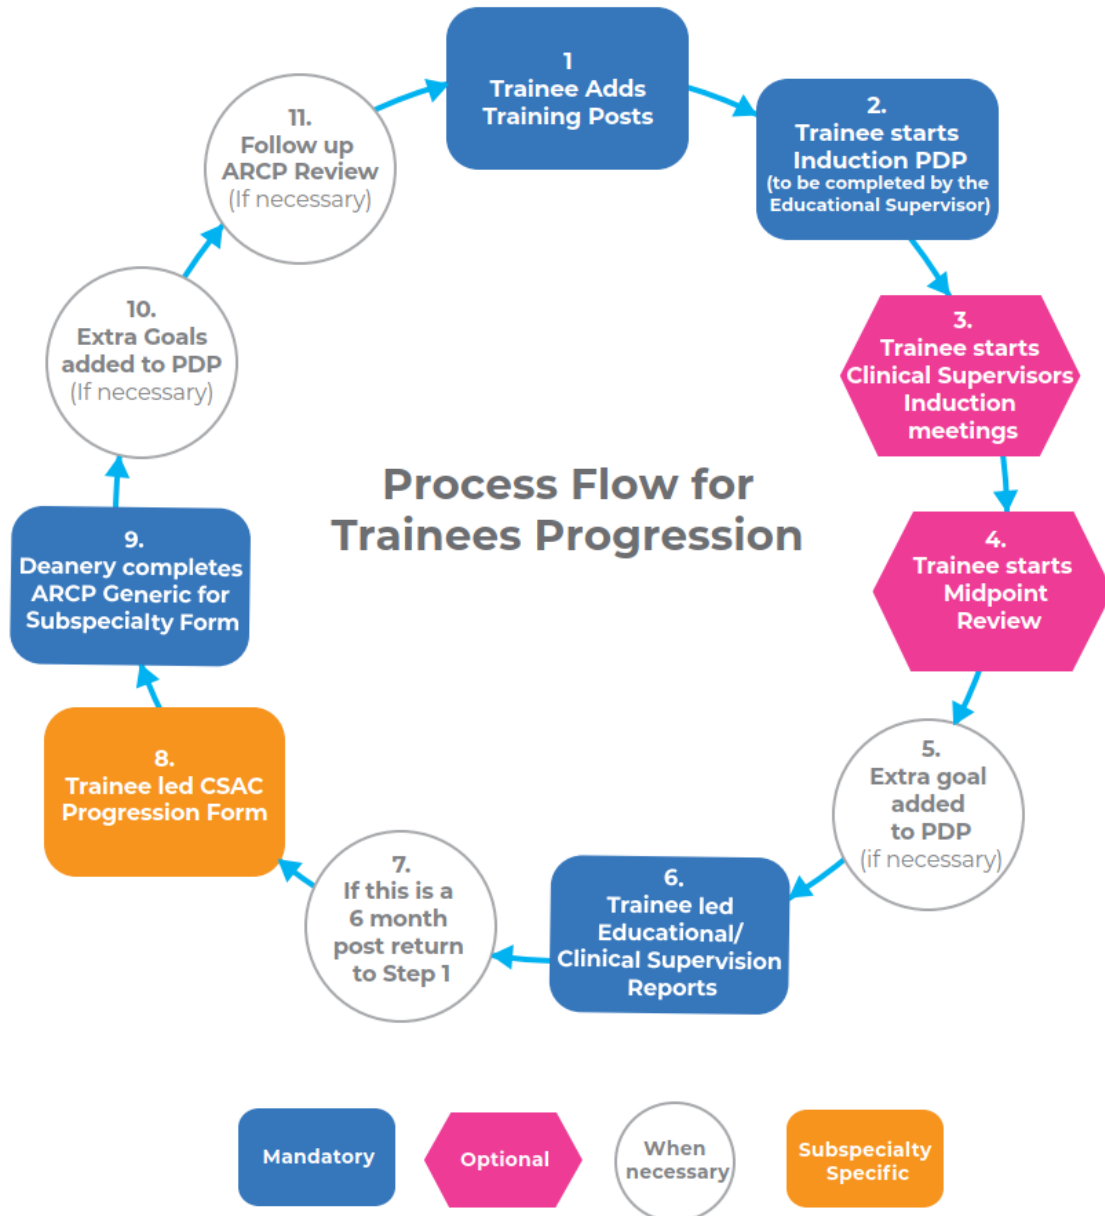 1
Trainee Adds
Training Posts
2.
Trainee starts
Induction PDP
(to be completed by the
Educational Supervisor)
3.
Trainee starts
Clinical Supervisors
Induction
meetings
4.
Trainee starts
Midpoint
Review
5.
Extra goal
added
to PDP
(if necessary)
6.
Trainee led
Educational/
Clinical Supervision
Reports
7.
If this is a
6 month
post return
to Step 1
8.
Trainee led CSAC
Progression Form
9.
Deanery completes
ARCP Generic for
Subspecialty Form
10.
Extra Goals
added to PDP
(If necessary)
11.
Follow up
ARCP Review
(If necessary)
Process Flow for
Trainees Progression
Mandatory
Optional
When
necessary
Subspecialty
Specific